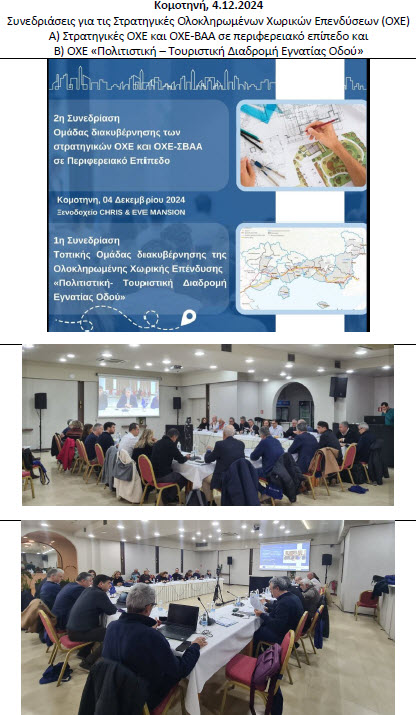 Κομοτηνή, 4.12.2024
Συνεδριάσεις για τις Στρατηγικές Ολοκληρωμένων Χωρικών Επενδύσεων (ΟΧΕ)
Α) Στρατηγικές ΟΧΕ και ΟΧΕ-ΒΑΑ σε περιφερειακό επίπεδο και
Β) ΟΧΕ «Πολιτιστική – Τουριστική Διαδρομή Εγνατίας Οδού»
2η Συνεδρίαση
Ομάδας διακυβέρνησης των
στρατηγικών ΟΧΕ και ΟΧΕ-ΣΒΑΑ
σε Περιφερειακό Επίπεδο
Κομοτηνη, 04 Δεκεμβρίου 2024
Ξενοδοχείο CHRIS & EVE MANSION
1η Συνεδρίαση
Τοπικής Ομάδας διακυβέρνησης της
Ολοκληρωμένης Χωρικής Επένδυσης
«Πολιτιστική- Τουριστική Διαδρομή
Εγνατίας Οδού»